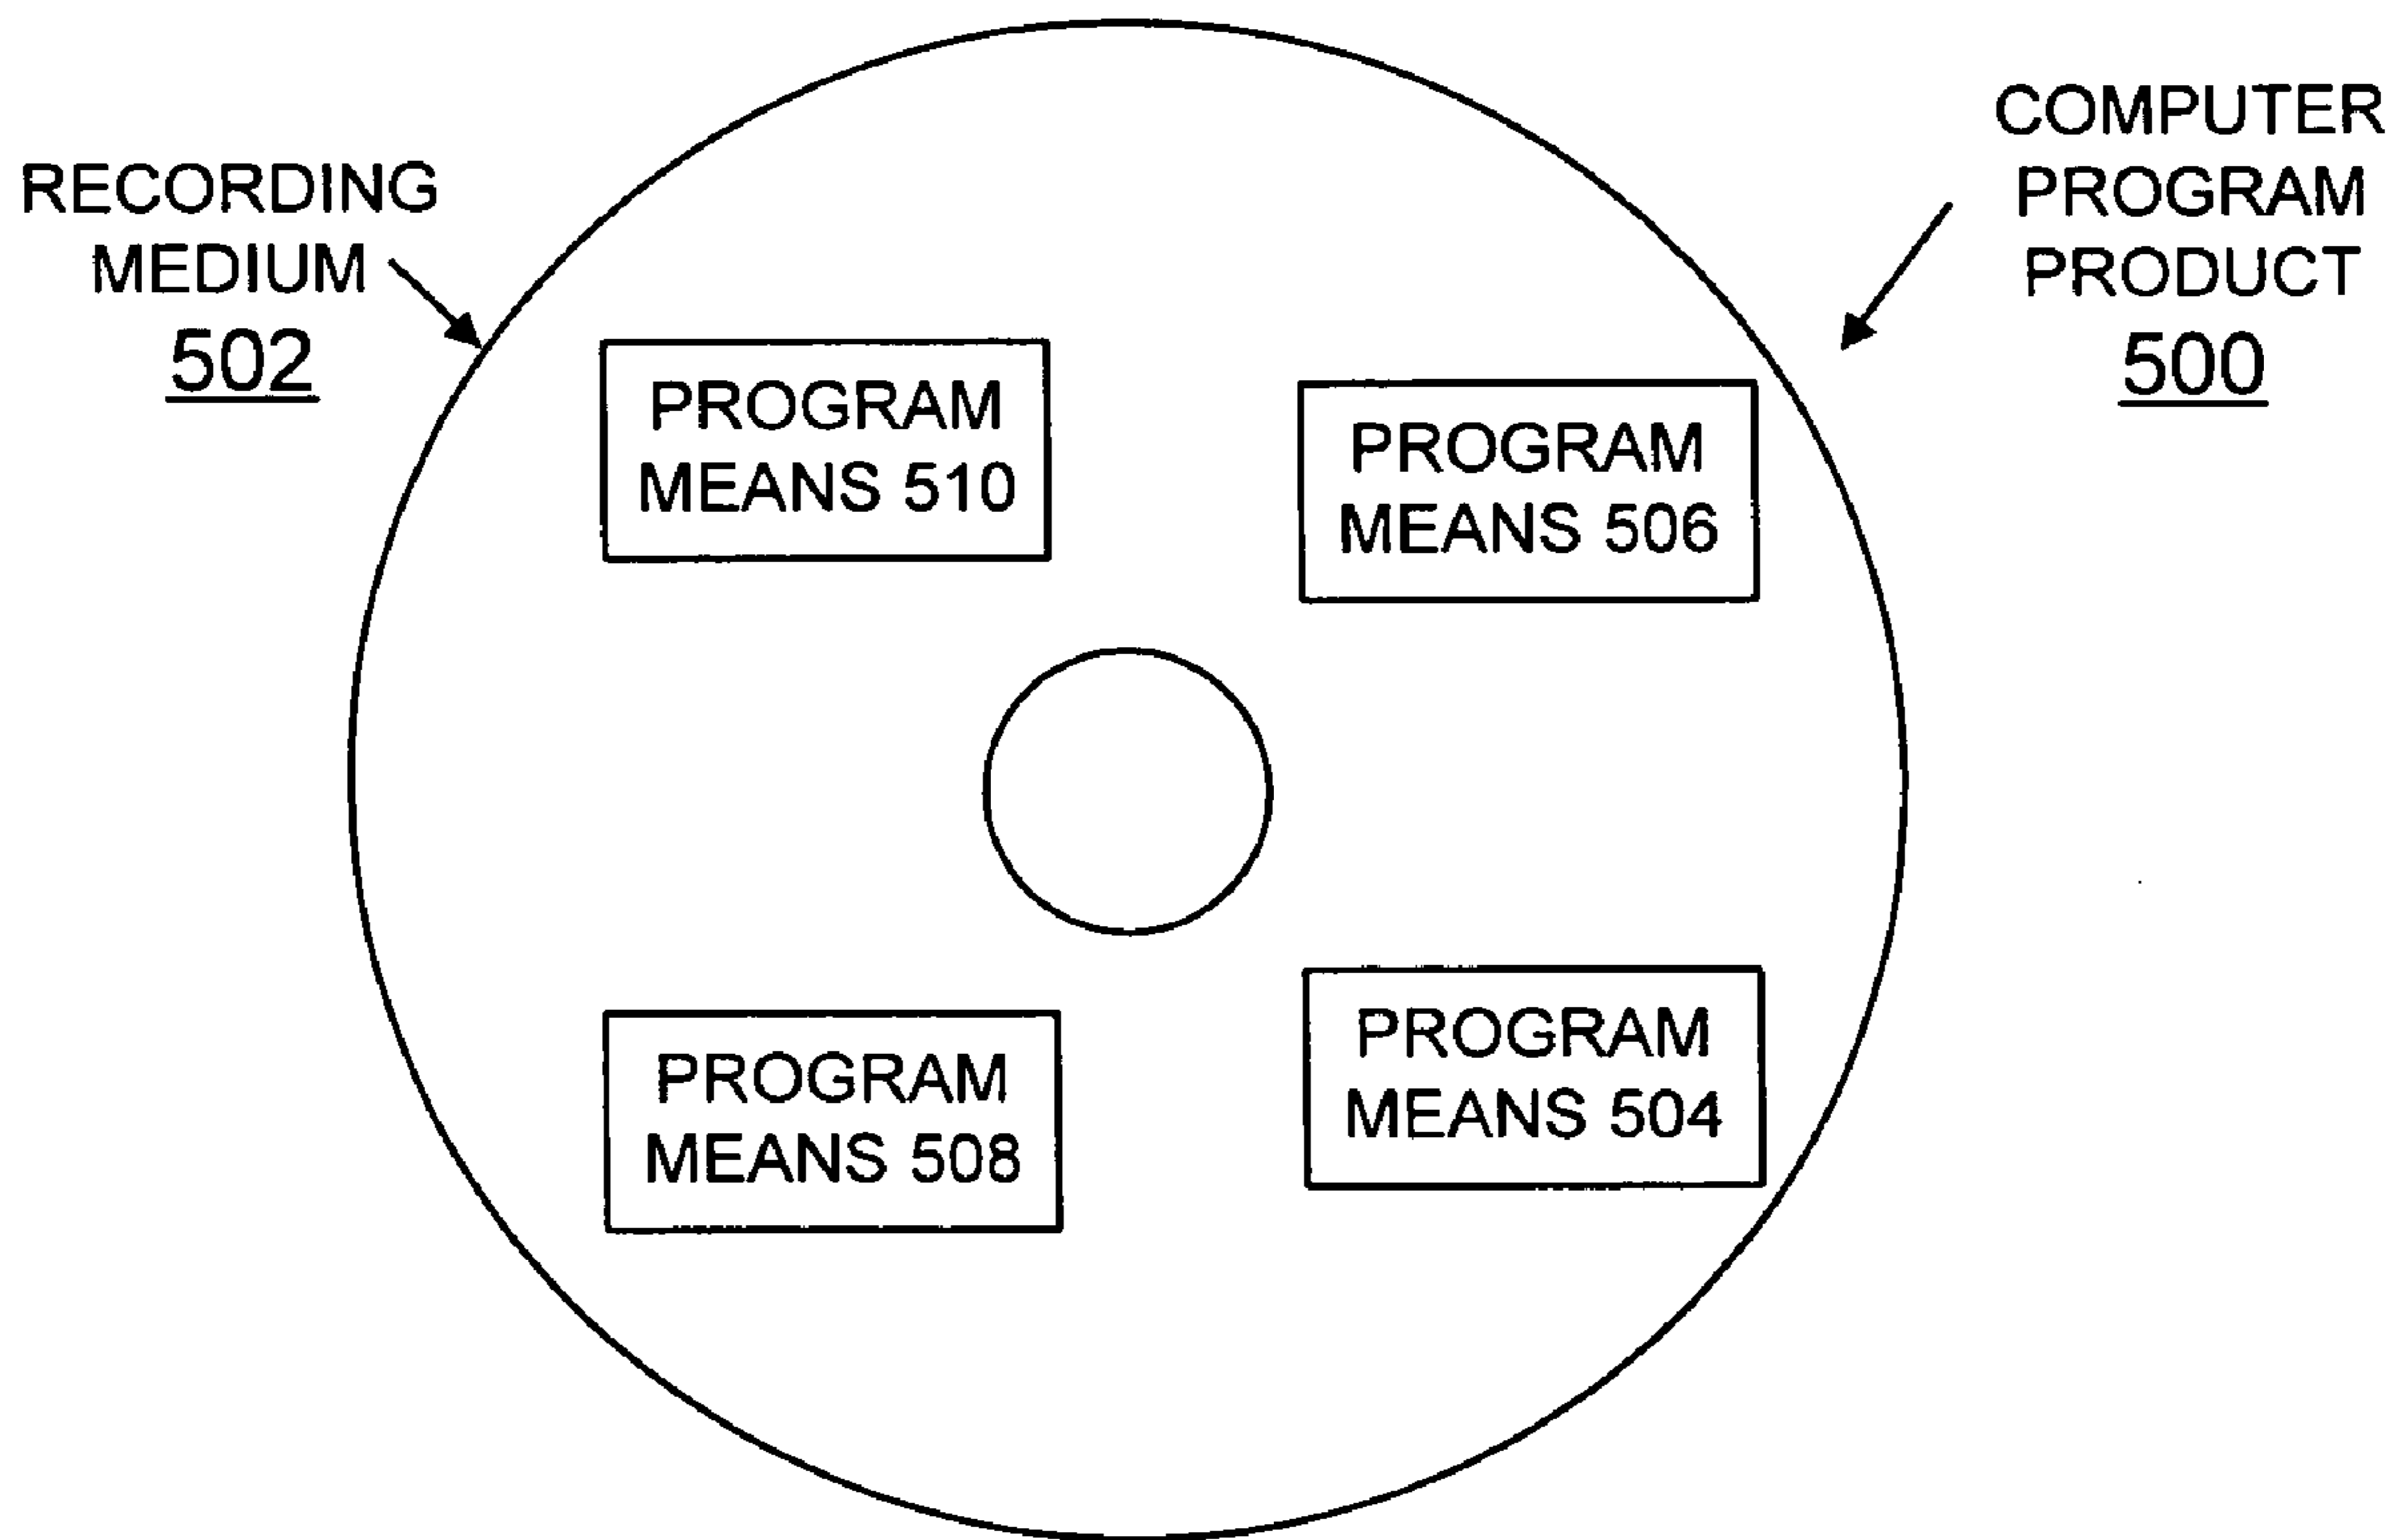 RECORDING
MEDIUM
502
COMPUTER
PROGRAM
PRODUCT
500
PROGRAM
MEANS 510
PROGRAM
MEANS 506
PROGRAM
MEANS 508
PROGRAM
MEANS 504